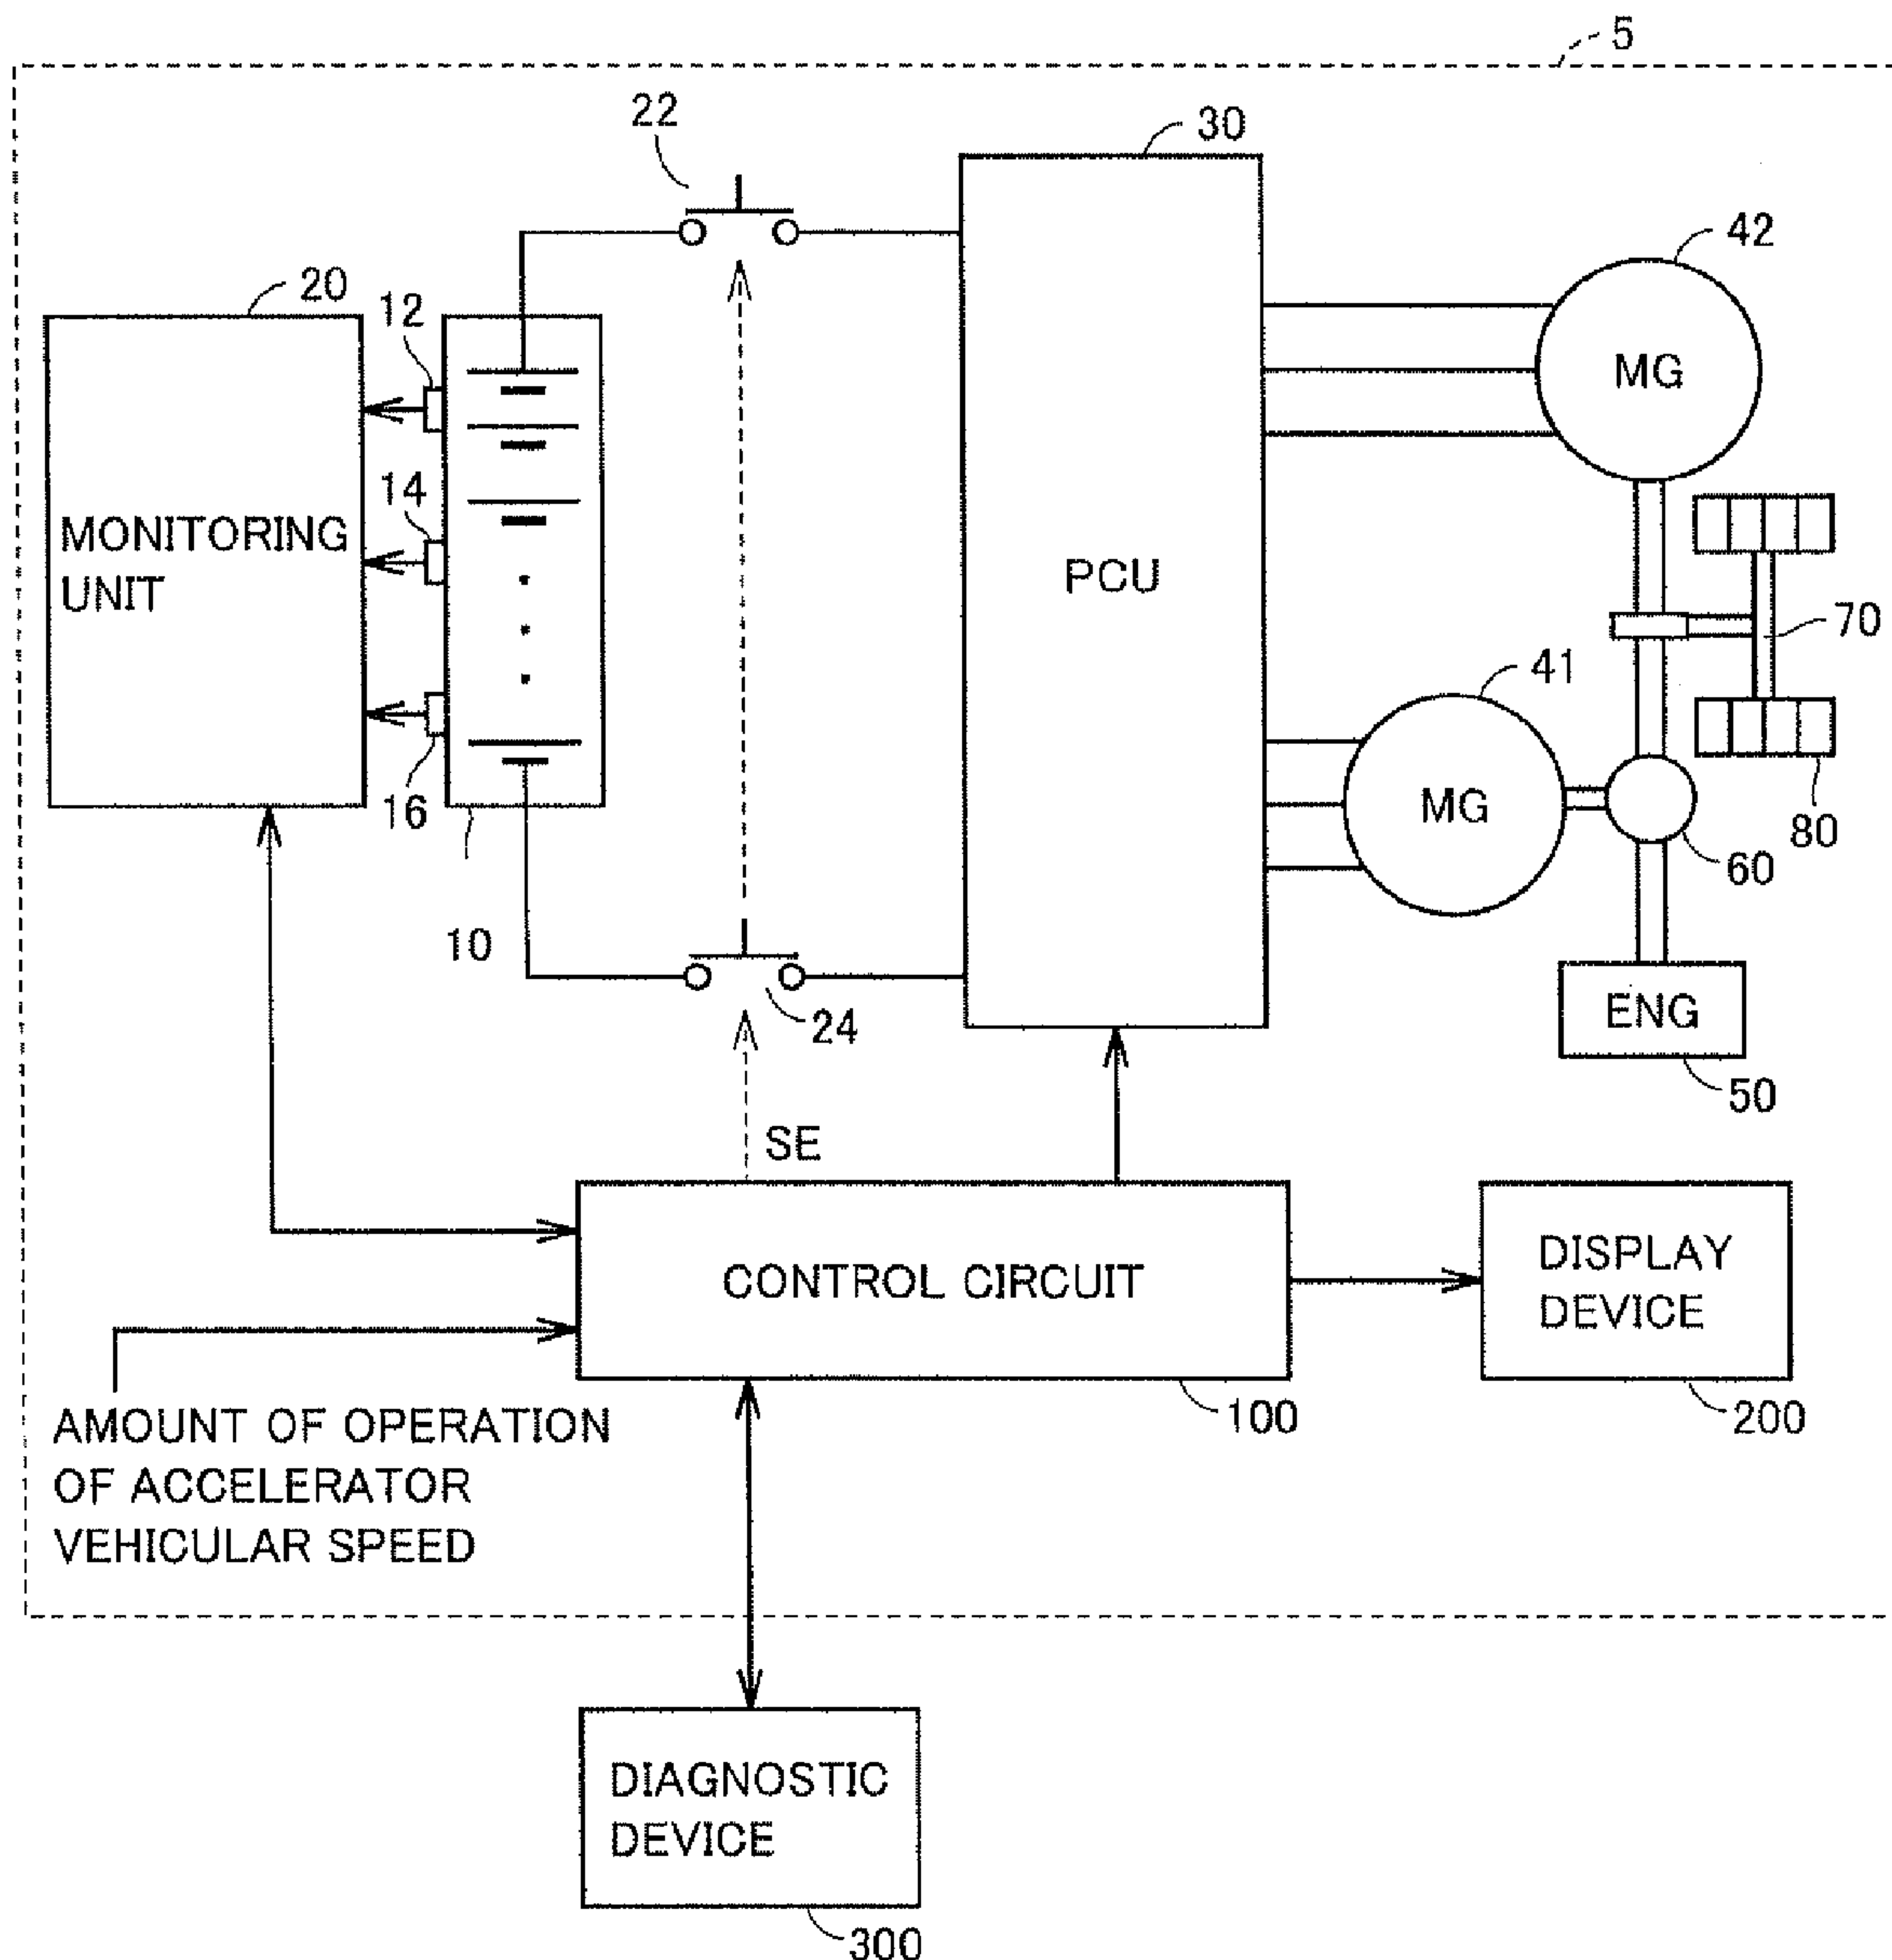 5
22
30
42
20
12
MG
14
MONITORING
UNIT
PCU
70
41
16
MG
80
60
10
24
ENG
50
SE
CONTROL CIRCUIT
DISPLAY
DEVICE
100
200
AMOUNT OF OPERATION
OF ACCELERATOR
VEHICULAR SPEED
DIAGNOSTIC
DEVICE
300